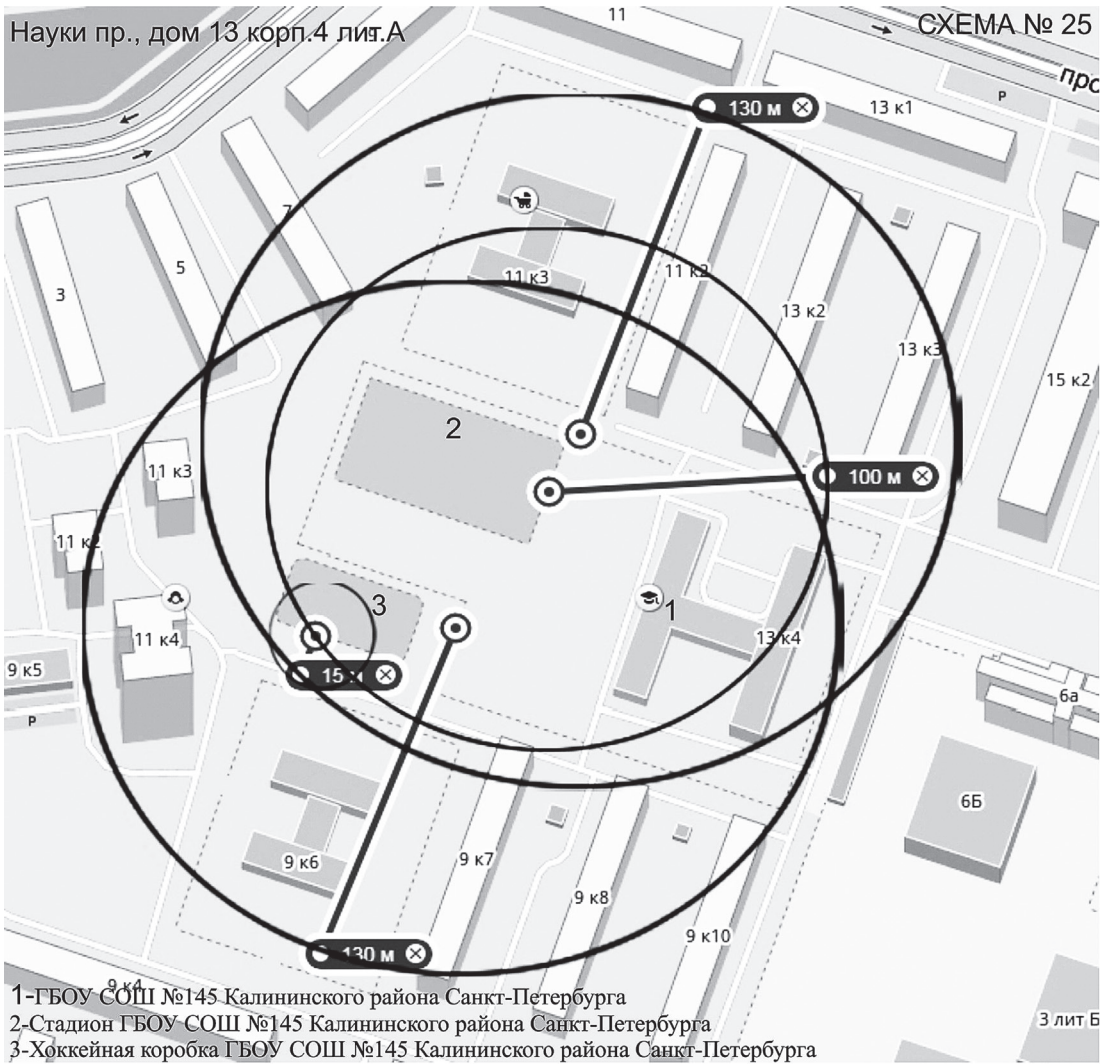 11
Науки пр., дом 13 корп.4 лит.А
СХЕМА № 25
про
P
130 м
13 к1
7
5
3
11 к3
11 к2
13 к2
13 к3
15 к2
2
11 к3
100 м
11 к2
3
1
11 к4
13 к4
9 к5
15 м
6а
P
6Б
9 к6
9 к7
9 к8
9 к10
130 м
9 к4
1-ГБОУ СОШ №145 Калининского района Санкт-Петербурга
2-Стадион ГБОУ СОШ №145 Калининского района Санкт-Петербурга
3 лит Б
3-Хоккейная коробка ГБОУ СОШ №145 Калининского района Санкт-Петербурга